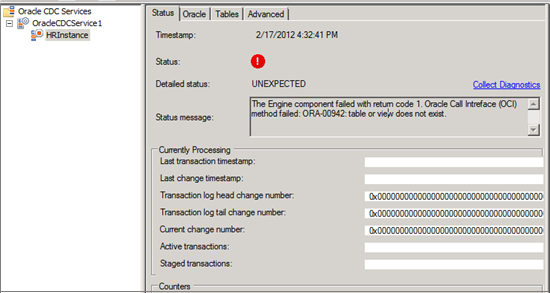 Oracle CDC Services
OracleCDCService1
HRInstance
Status Oracle Tables Advanced
Timestamp: 2/17/2012 4:32:41 PM
Status:
Detailed status: UNEXPECTED Collect Diagnostics
Status message: The Engine component failed with return code 1. Oracle Call Intreface (OCI)
method failed: ORA-00942: table or view does not exist.
Currently Processing
Last transaction timestamp:
Last change timestamp:
Transaction log head change number: 0x00000000000000000000000000000000
Transaction log tail change number: 0x00000000000000000000000000000000
Current change number: 0x00000000000000000000000000000000
Active transactions:
Staged transactions:
Counters